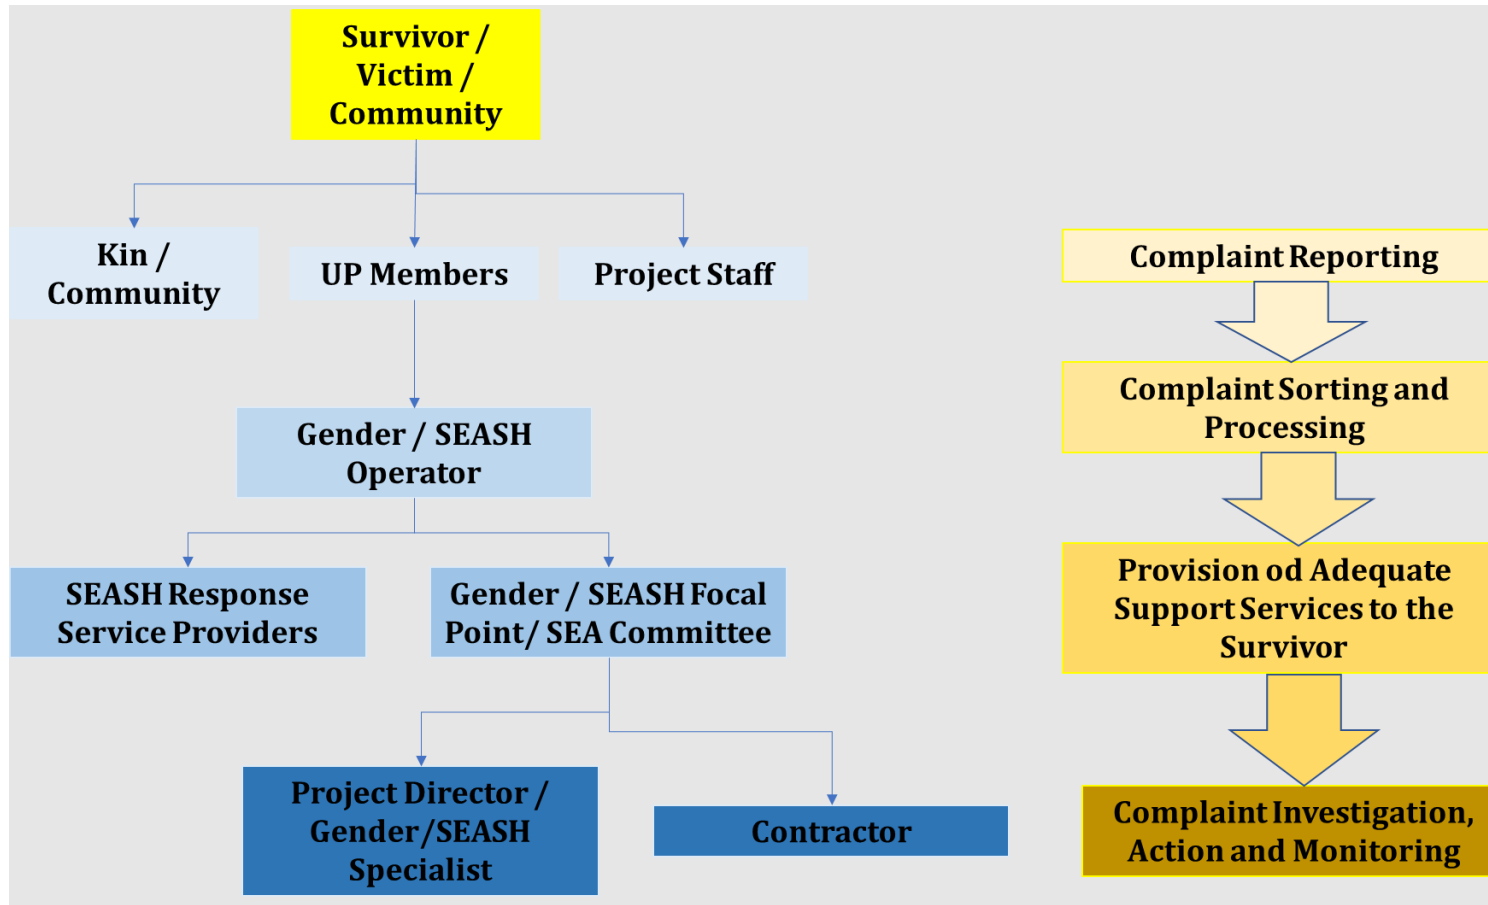 Survivor /
Victim /
Community
Kin /
Community
UP Members
Project Staff
Gender / SEASH
Operator
SEASH Response
Service Providers
Gender / SEASH Focal
Point/ SEA Committee
Project Director /
Gender/SEASH
Specialist
Contractor
Complaint Reporting
Complaint Sorting and
Processing
Provision od Adequate
Support Services to the
Survivor
Complaint Investigation,
Action and Monitoring